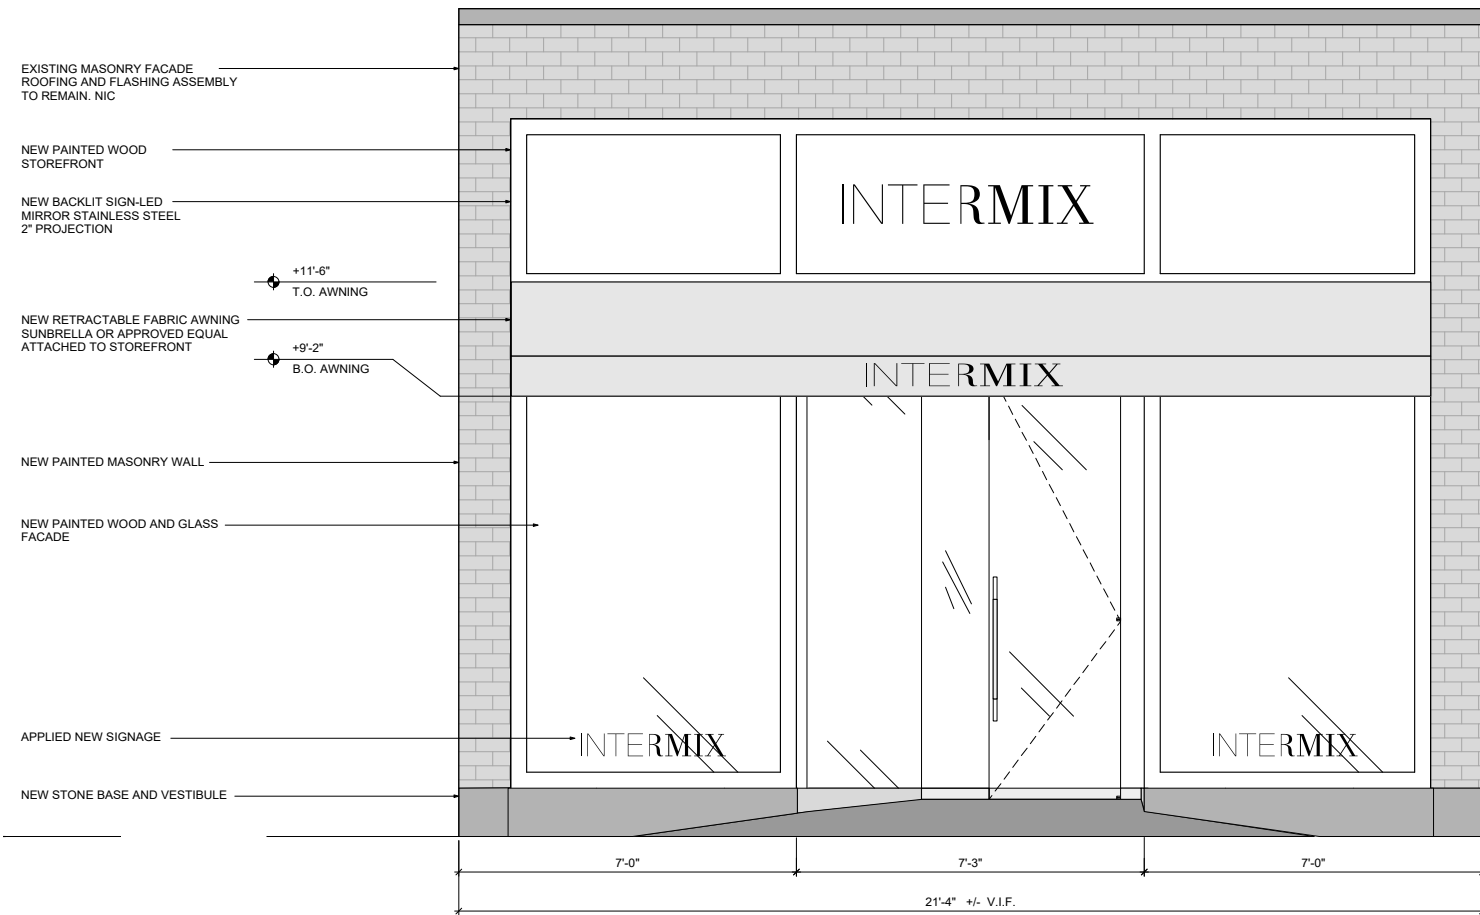 EXISTING MASONRY FACADE
ROOFING AND FLASHING ASSEMBLY
TO REMAIN. NIC
NEW PAINTED WOOD
STOREFRONT
NEW BACKLIT SIGN-LED
MIRROR STAINLESS STEEL
2" PROJECTION
INTERMIX
+11'-6"
T.O. AWNING
NEW RETRACTABLE FABRIC AWNING
SUNBRELLA OR APPROVED EQUAL
ATTACHED TO STOREFRONT
+9'-2"
B.O. AWNING
INTERMIX
NEW PAINTED MASONRY WALL
NEW PAINTED WOOD AND GLASS
FACADE
APPLIED NEW SIGNAGE
INTERMIX
INTERMIX
NEW STONE BASE AND VESTIBULE
7'-0"
7'-3"
7'-0"
21'-4" +/- V.I.F.